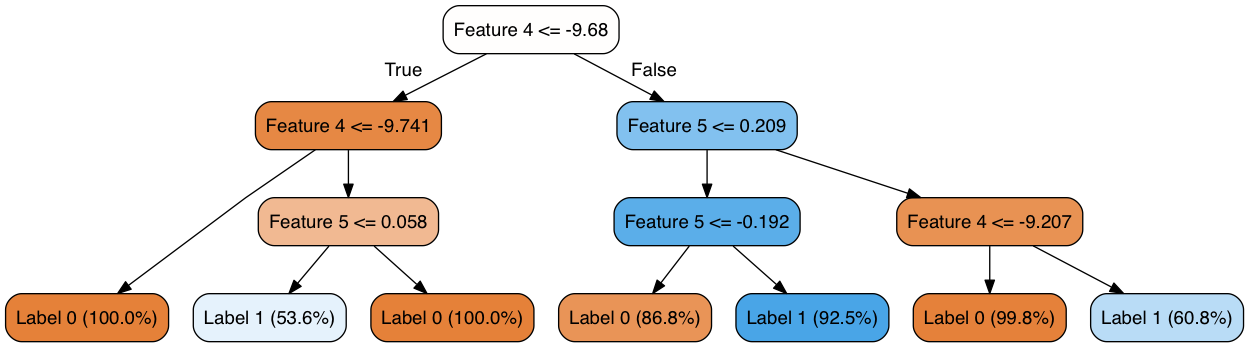 Feature 4 <= -9.68
True
False
Feature 4 <= -9.741
Feature 5 <= 0.209
Feature 5 <= 0.058
Feature 5 <= -0.192
Feature 4 <= -9.207
Label 0 (100.0%)
Label 1 (53.6%)
Label 0 (100.0%)
Label 0 (86.8%)
Label 1 (92.5%)
Label 0 (99.8%)
Label 1 (60.8%)